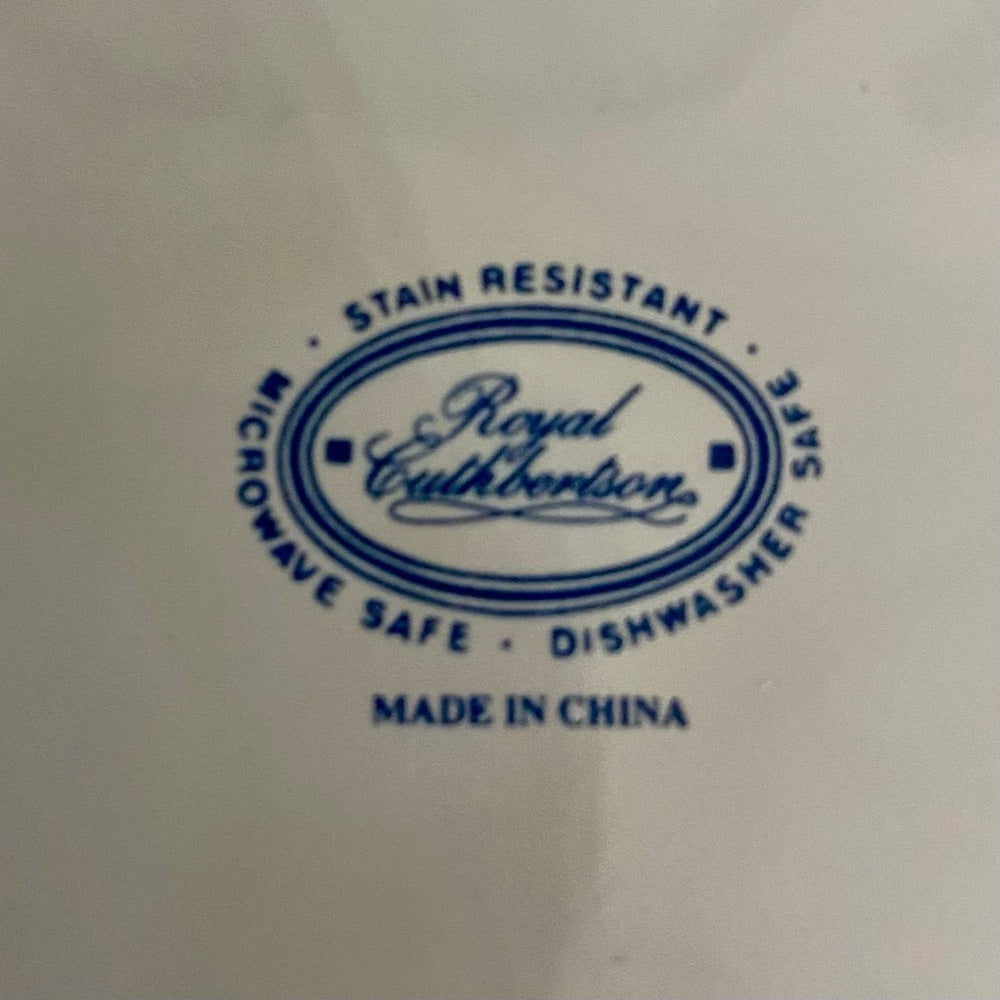 · STAIN RESISTANT ·
Royal
Cuthbertson
MICROWAVE SAFE · DISHWASHER SAFE
MADE IN CHINA